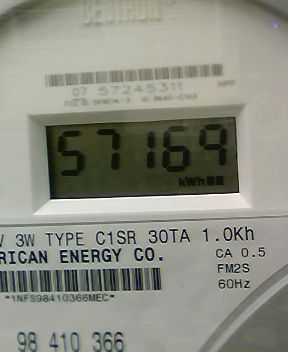 CENTRON
07 57245311
57169
kWh
V 3W TYPE C1SR 30TA 1.0Kh
RICAN ENERGY CO.
CA 0.5
FM2S
60Hz
*1NFS98410366MEC*
98 410 366